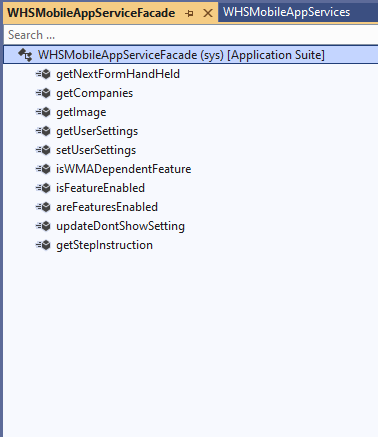 WHSMobileAppServiceFacade WHSMobileAppServices
Search ...
WHSMobileAppServiceFacade (sys) [Application Suite]
getNextFormHandHeld
getCompanies
getImage
getUserSettings
setUserSettings
isWMADependentFeature
isFeatureEnabled
areFeaturesEnabled
updateDontShowSetting
getStepInstruction